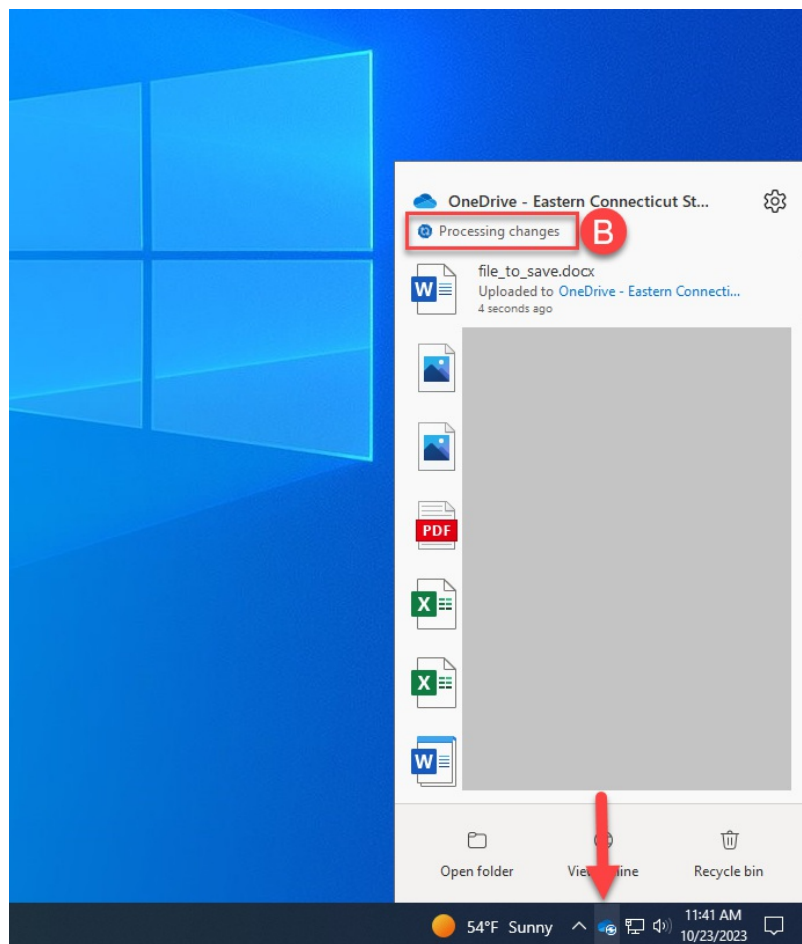 OneDrive - Eastern Connecticut St...
Processing changes
B
file_to_save.docx
Uploaded to OneDrive - Eastern Connecti...
4 seconds ago
W
PDF
X
X
W
Open folder
Recycle bin
54°F Sunny
11:41 AM
10/23/2023